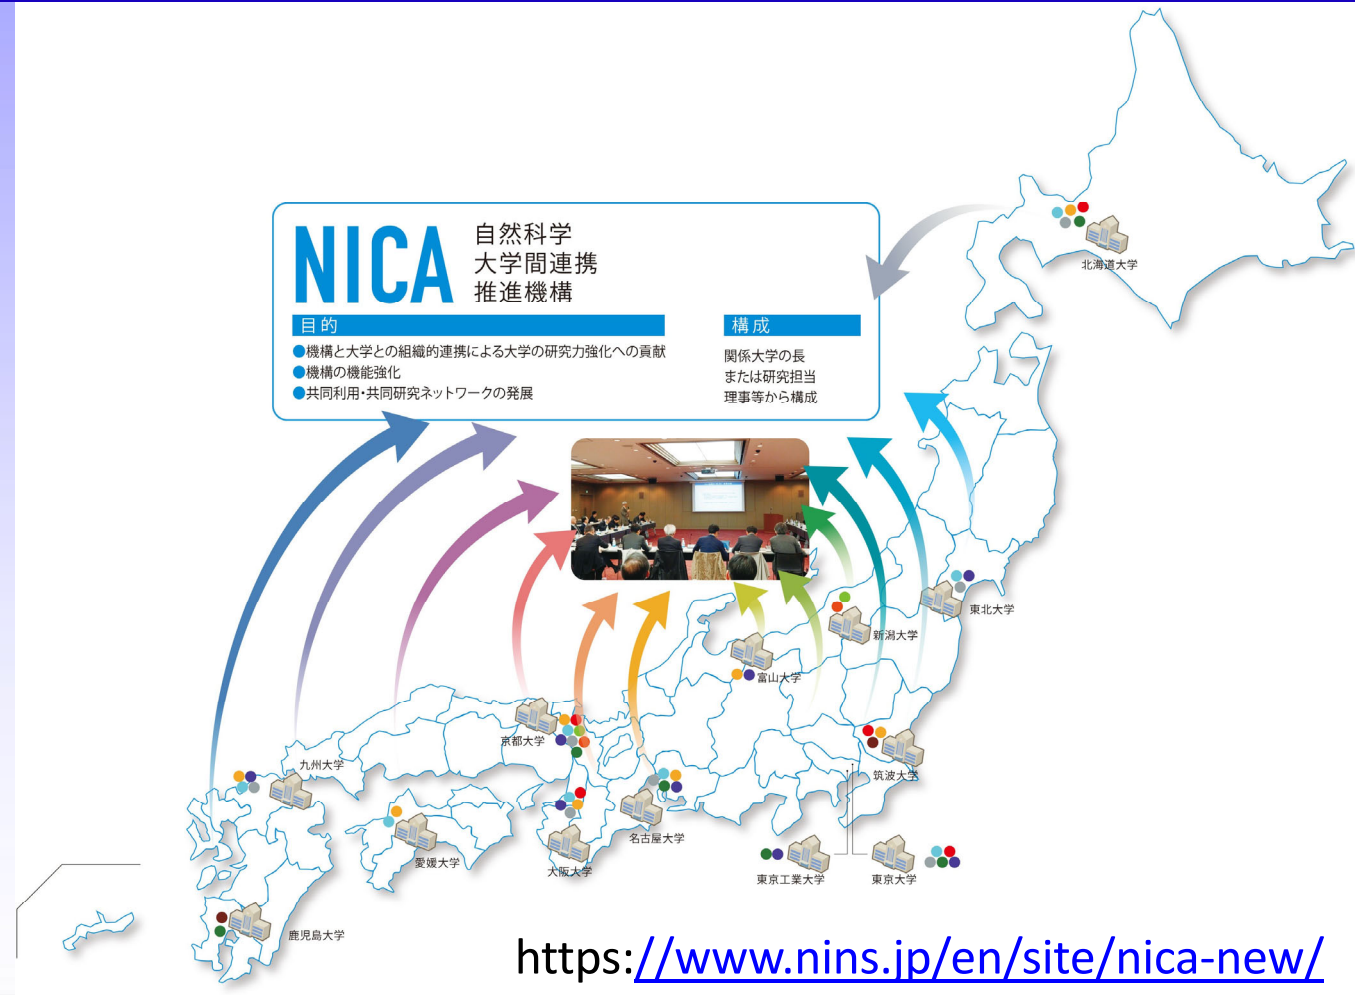 NICA
自然科学
大学間連携
推進機構
目的
●機構と大学との組織的連携による大学の研究力強化への貢献
●機構の機能強化
●共同利用・共同研究ネットワークの発展
構成
関係大学の長
または研究担当
理事等から構成
北海道大学
東北大学
新潟大学
富山大学
京都大学
筑波大学
九州大学
名古屋大学
愛媛大学
大阪大学
東京工業大学
東京大学
鹿児島大学
https://www.nins.jp/en/site/nica-new/